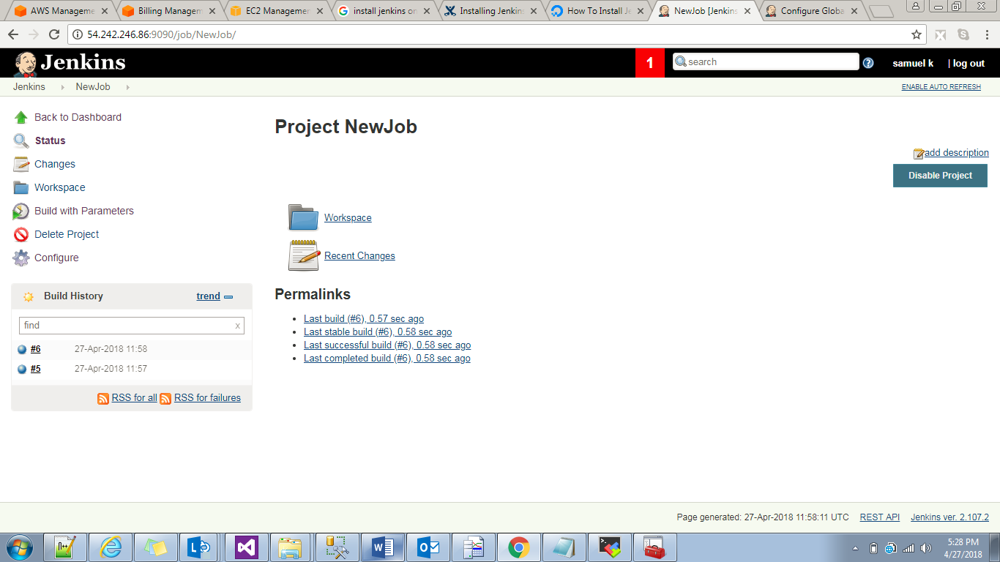 AWS Manageme
Billing Managem
EC2 Managemen
install jenkins on
Installing Jenkins
How To Install Je
NewJob [Jenkins
Configure Globa
54.242.246.86:9090/job/NewJob/
Jenkins
1
search
samuel k
| log out
Jenkins
NewJob
ENABLE AUTO REFRESH
Back to Dashboard
Status
Changes
Workspace
Build with Parameters
Delete Project
Configure
Build History
trend
find
x
#6 27-Apr-2018 11:58
#5 27-Apr-2018 11:57
RSS for all RSS for failures
Project NewJob
add description
Disable Project
Workspace
Recent Changes
Permalinks
Last build (#6), 0.57 sec ago
Last stable build (#6), 0.58 sec ago
Last successful build (#6), 0.58 sec ago
Last completed build (#6), 0.58 sec ago
Page generated: 27-Apr-2018 11:58:11 UTC REST API Jenkins ver. 2.107.2
5:28 PM
4/27/2018